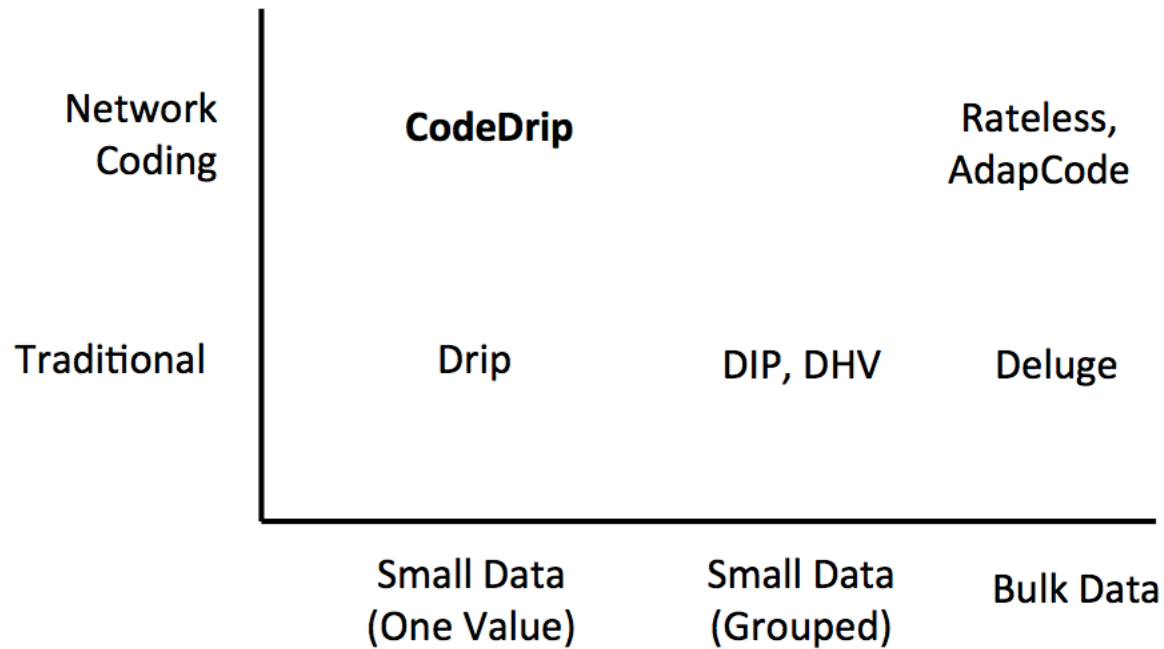 Network
Coding
CodeDrip
Rateless,
AdapCode
Traditional
Drip
DIP, DHV
Deluge
Small Data
(One Value)
Small Data
(Grouped)
Bulk Data